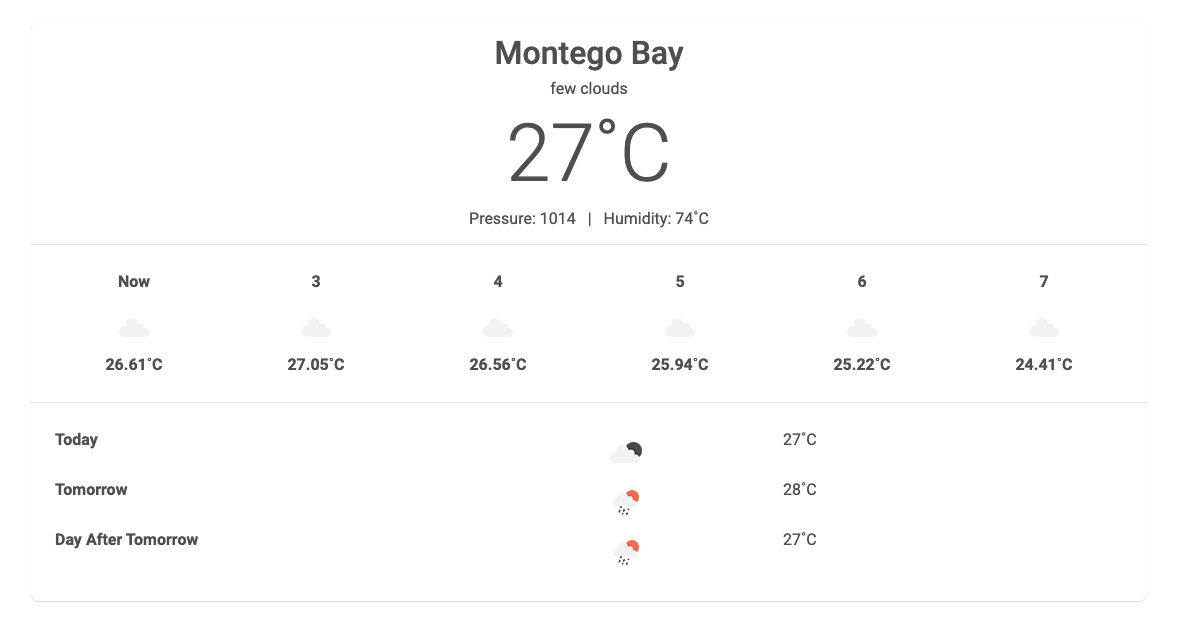 Montego Bay
few clouds
27˚C
Pressure: 1014 | Humidity: 74˚C
Now 3 4 5 6 7
26.61˚C 27.05˚C 26.56˚C 25.94˚C 25.22˚C 24.41˚C
Today 27˚C
Tomorrow 28˚C
Day After Tomorrow 27˚C